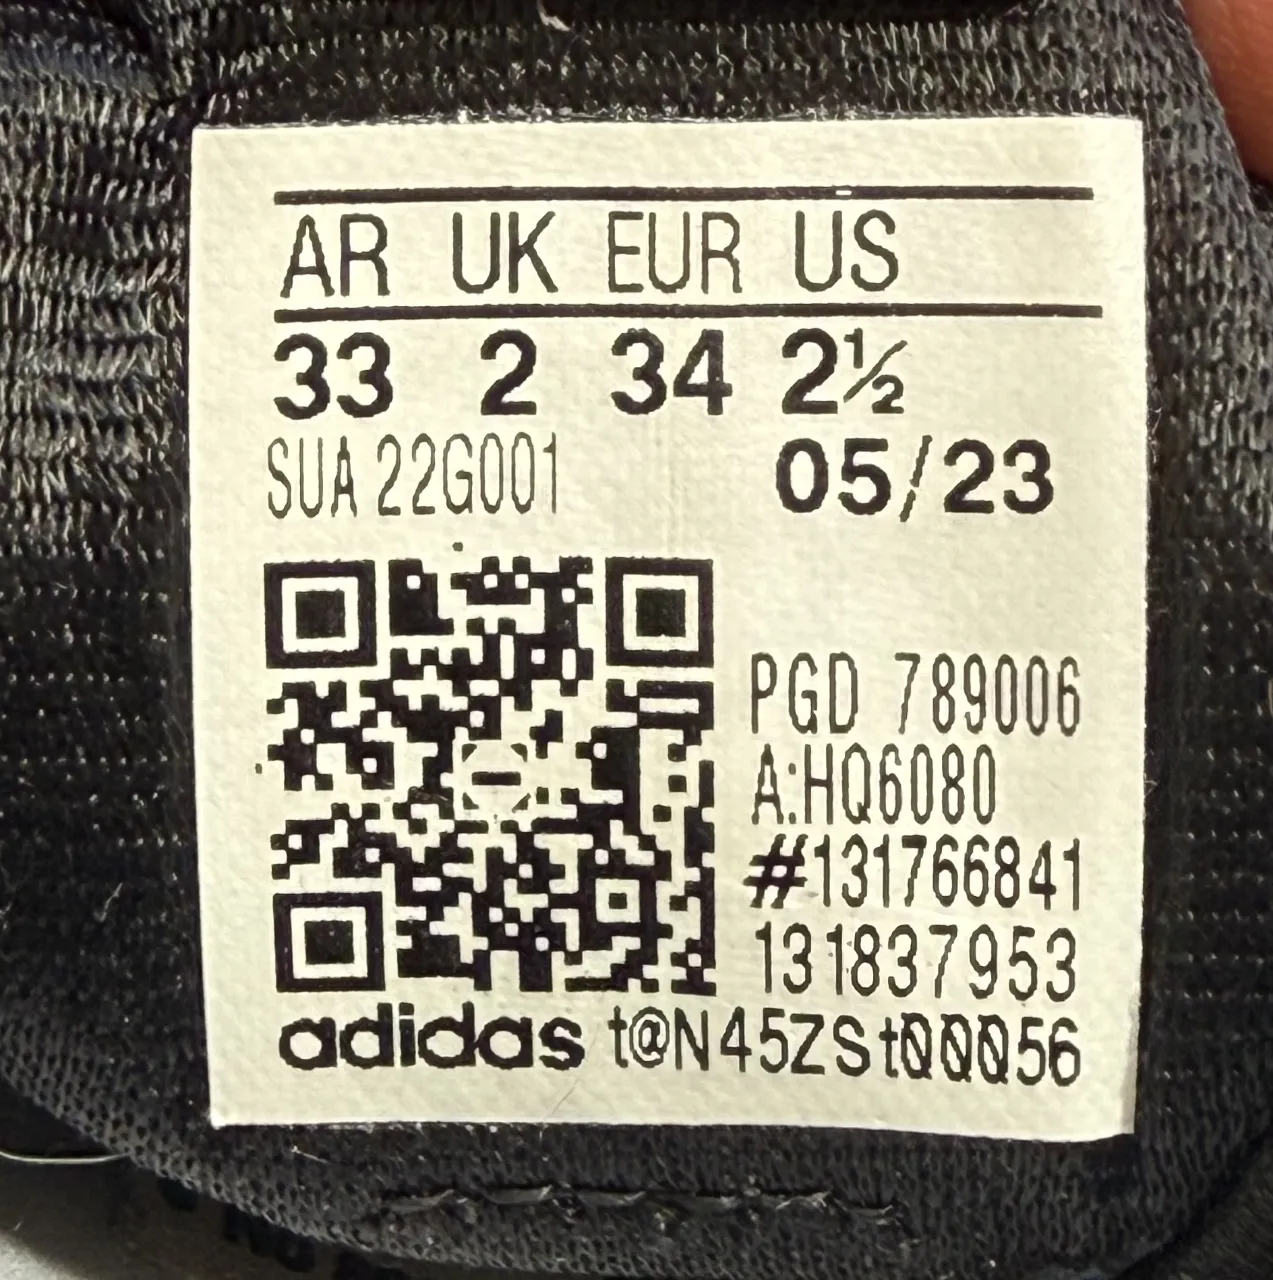 AR UK EUR US
33 2 34 2½
SUA 22G001 05/23
PGD 789006
A:HQ6080
#131766841
131837953
adidas t@N45ZSt00056